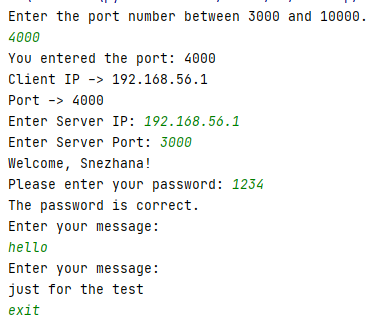 Enter the port number between 3000 and 10000.
4000
You entered the port: 4000
Client IP -> 192.168.56.1
Port -> 4000
Enter Server IP: 192.168.56.1
Enter Server Port: 3000
Welcome, Snezhana!
Please enter your password: 1234
The password is correct.
Enter your message:
hello
Enter your message:
just for the test
exit